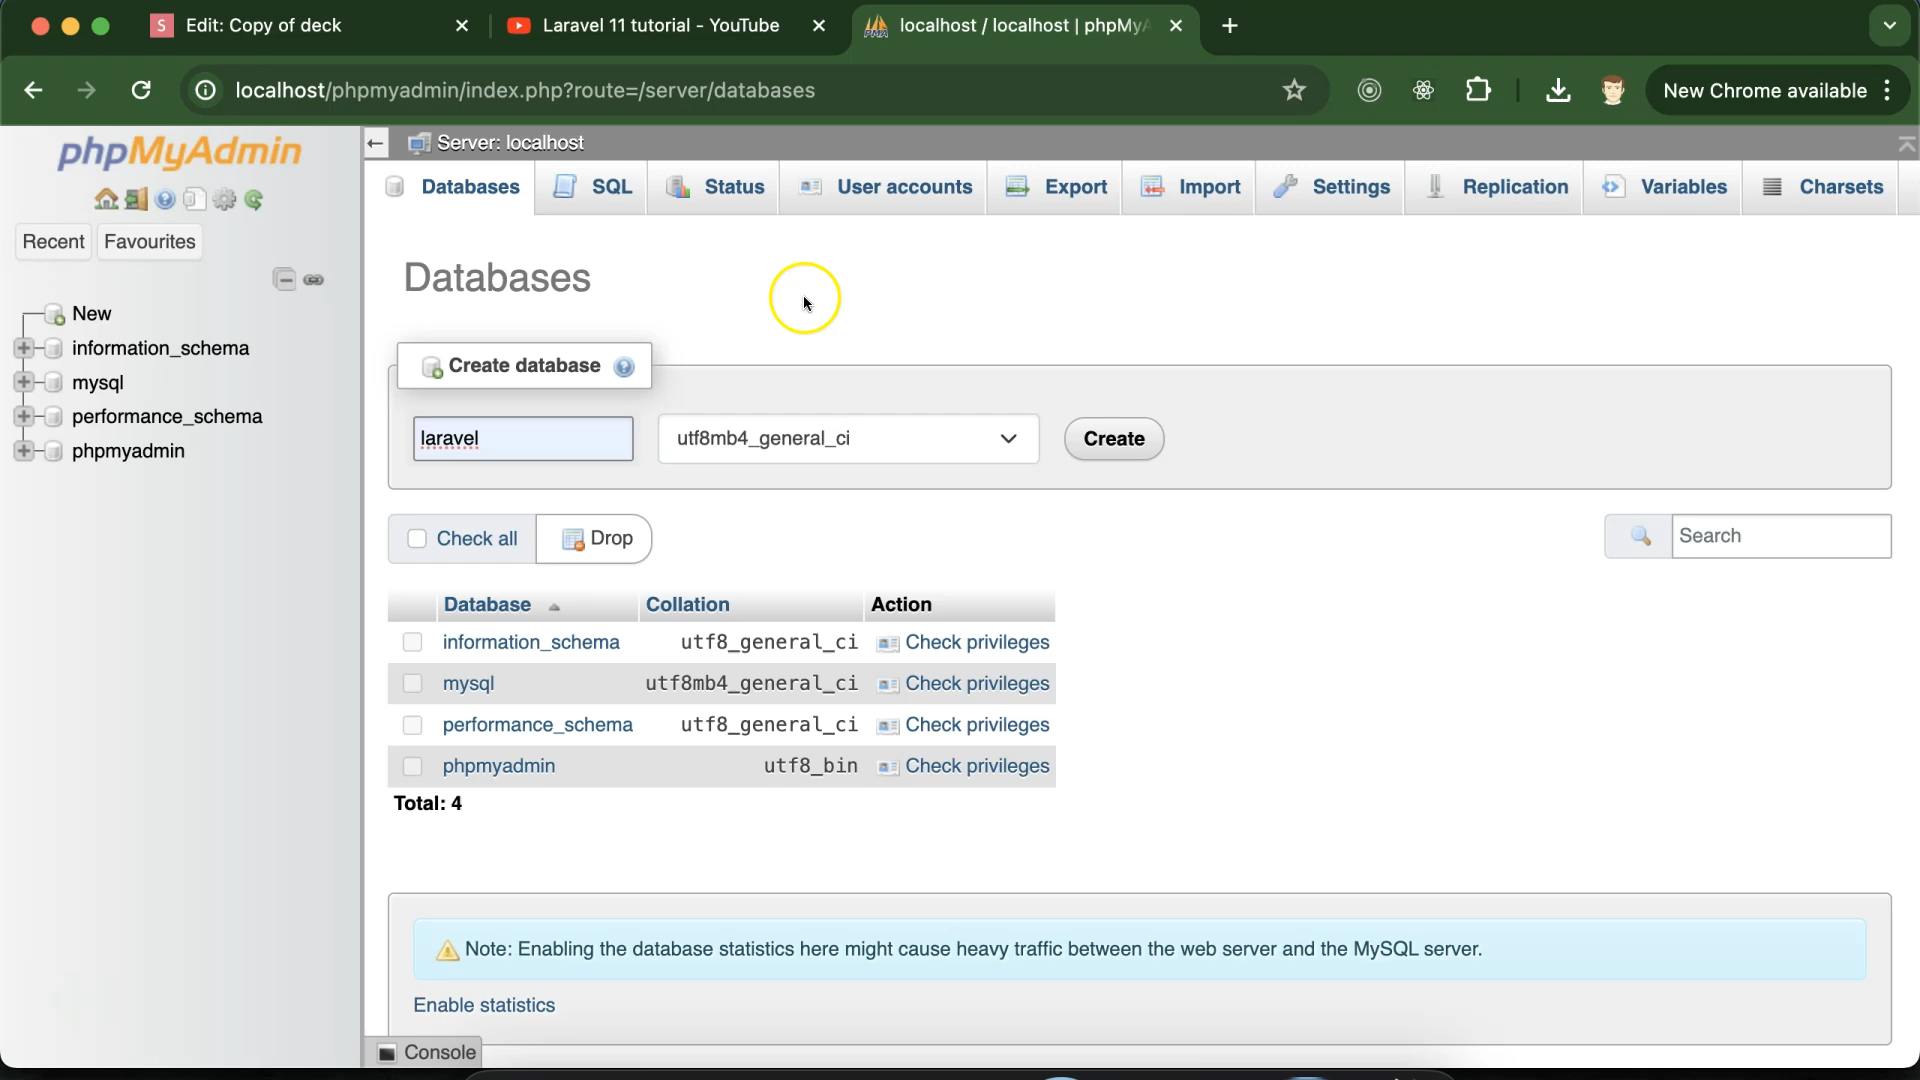 S Edit: Copy of deck
Laravel 11 tutorial - YouTube
localhost / localhost | phpMyA
localhost/phpmyadmin/index.php?route=/server/databases
New Chrome available
phpMyAdmin
Recent Favourites
New
information_schema
mysql
performance_schema
phpmyadmin
Server: localhost
Databases SQL Status User accounts Export Import Settings Replication Variables Charsets
Databases
Create database
laravel utf8mb4_general_ci Create
Check all Drop Search
Database Collation Action
information_schema utf8_general_ci Check privileges
mysql utf8mb4_general_ci Check privileges
performance_schema utf8_general_ci Check privileges
phpmyadmin utf8_bin Check privileges
Total: 4
Note: Enabling the database statistics here might cause heavy traffic between the web server and the MySQL server.
Enable statistics
Console